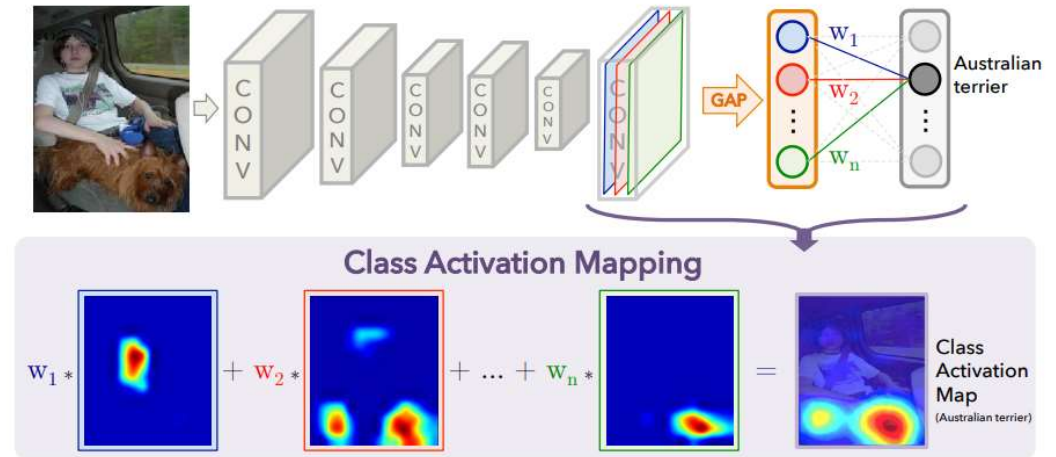 CONV
CONV
CONV
CONV
CONV
CONV
GAP
w1
w2
wn
Australian
terrier
Class Activation Mapping
w1 * + w2 * + ... + wn * =
Class
Activation
Map
(Australian terrier)